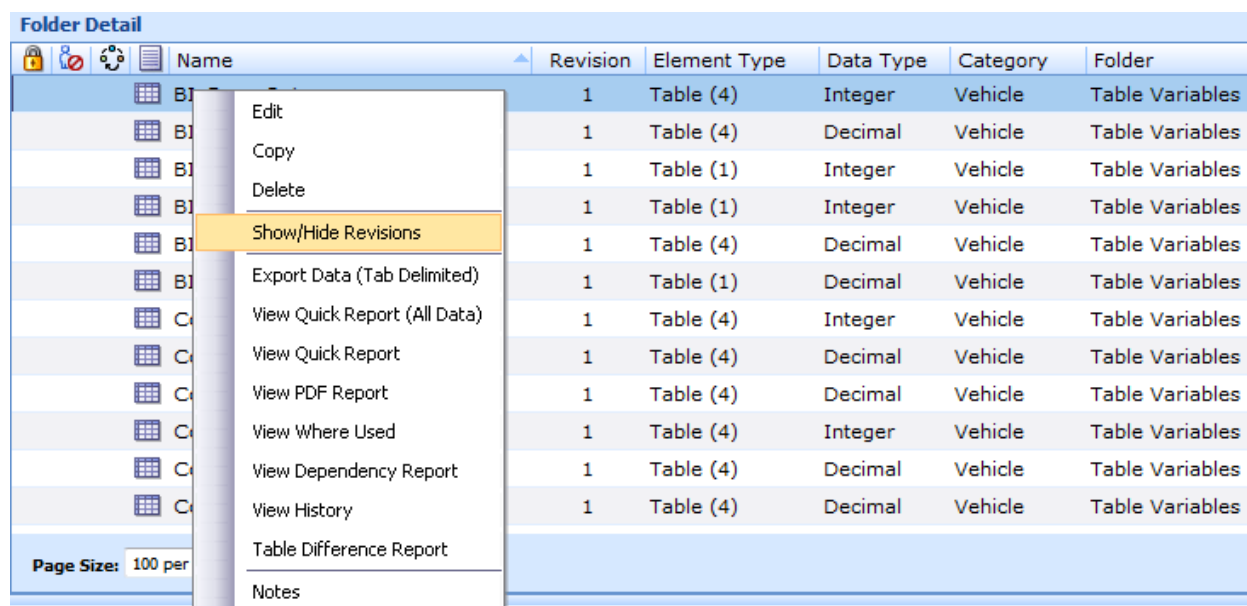 Folder Detail
Name Revision Element Type Data Type Category Folder
1 Table (4) Integer Vehicle Table Variables
1 Table (4) Decimal Vehicle Table Variables
1 Table (1) Integer Vehicle Table Variables
1 Table (1) Integer Vehicle Table Variables
1 Table (4) Decimal Vehicle Table Variables
1 Table (1) Decimal Vehicle Table Variables
1 Table (4) Integer Vehicle Table Variables
1 Table (4) Decimal Vehicle Table Variables
1 Table (4) Decimal Vehicle Table Variables
1 Table (4) Integer Vehicle Table Variables
1 Table (4) Decimal Vehicle Table Variables
1 Table (4) Decimal Vehicle Table Variables
Edit
Copy
Delete
Show/Hide Revisions
Export Data (Tab Delimited)
View Quick Report (All Data)
View Quick Report
View PDF Report
View Where Used
View Dependency Report
View History
Table Difference Report
Notes
Page Size: 100 per